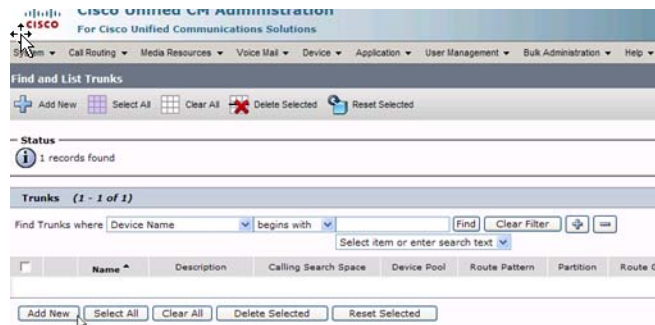 Cisco Unified CM Administration
CISCO For Cisco Unified Communications Solutions
System Call Routing Media Resources Voice Mail Device Application User Management Bulk Administration Help
Find and List Trunks
Add New Select All Clear All Delete Selected Reset Selected
Status
1 records found
Trunks (1 - 1 of 1)
Find Trunks where Device Name begins with Find Clear Filter
Select item or enter search text
Name Description Calling Search Space Device Pool Route Pattern Partition Route
Add New Select All Clear All Delete Selected Reset Selected